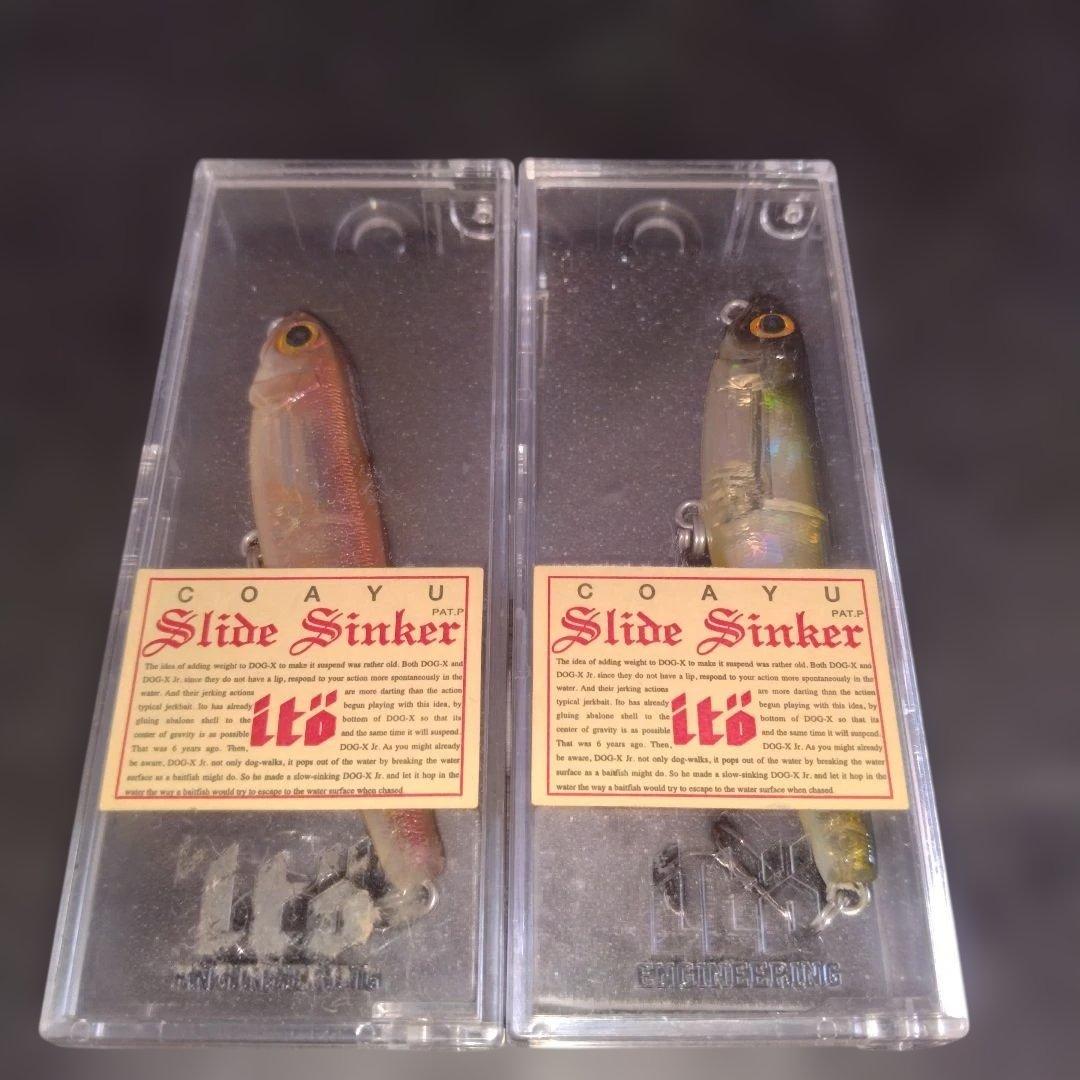 COAYU
PAT.P
Slide Sinker
The idea of adding weight to DOG-X to make it suspend was rather old. Both DOG-X and
DOG-X Jr. since they do not have a lip, respond to your action more spontaneously in the
water. And their jerking actions are more darting than the action
typical jerkbait. Ito has already begun playing with this idea, by
gluing abalone shell to the bottom of DOG-X so that its
center of gravity is as possible and the same time it will suspend.
That was 6 years ago. Then, DOG-X Jr. As you might already
be aware, DOG-X Jr. not only dog-walks, it pops out of the water by breaking the water
surface as a baitfish might do. So he made a slow-sinking DOG-X Jr. and let it hop in the
water the way a baitfish would try to escape to the water surface when chased
itö
itö
COAYU
PAT.P
Slide Sinker
The idea of adding weight to DOG-X to make it suspend was rather old. Both DOG-X and
DOG-X Jr. since they do not have a lip, respond to your action more spontaneously in the
water. And their jerking actions are more darting than the action
typical jerkbait. Ito has already begun playing with this idea, by
gluing abalone shell to the bottom of DOG-X so that its
center of gravity is as possible and the same time it will suspend.
That was 6 years ago. Then, DOG-X Jr. As you might already
be aware, DOG-X Jr. not only dog-walks, it pops out of the water by breaking the water
surface as a baitfish might do. So he made a slow-sinking DOG-X Jr. and let it hop in the
water the way a baitfish would try to escape to the water surface when chased.
itö
itö
ENGINEERING